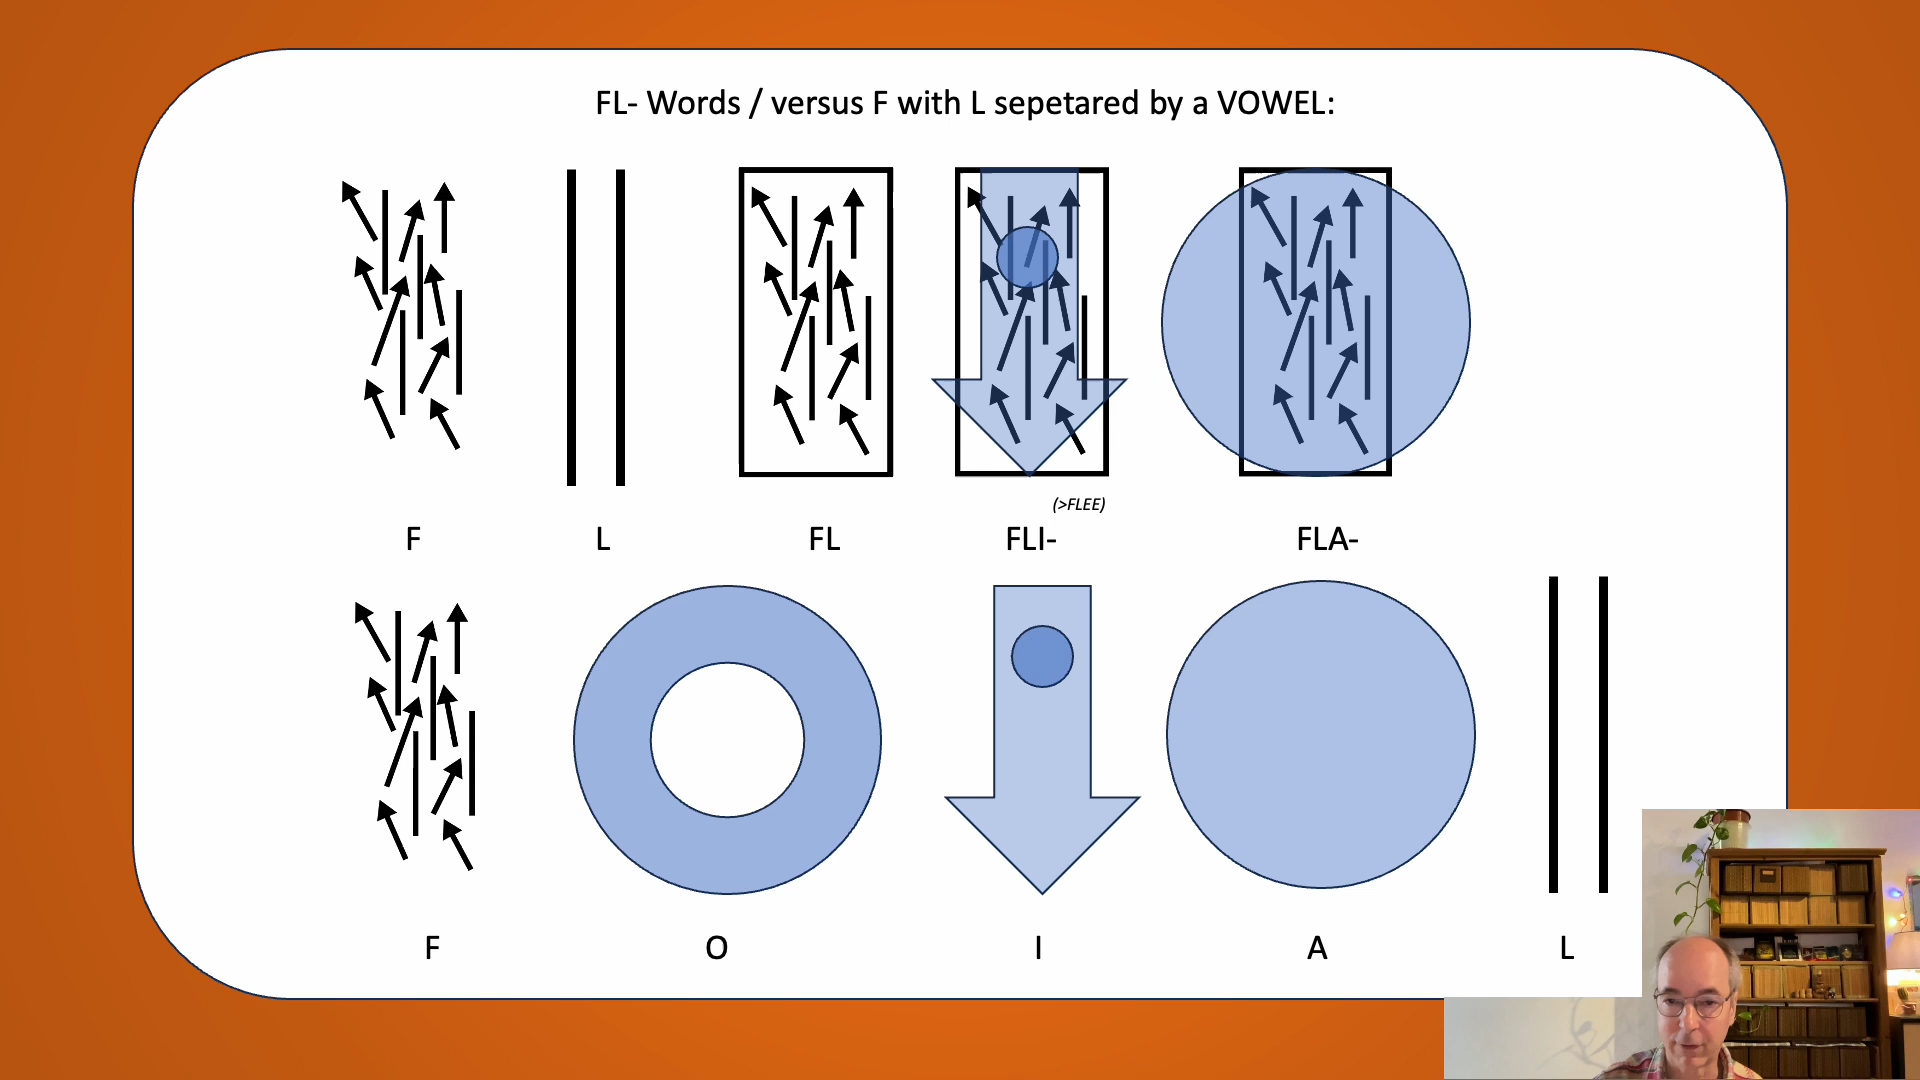 FL- Words / versus F with L sepetared by a VOWEL:
(>FLEE)
F L FL FLI- FLA-
F O I A L